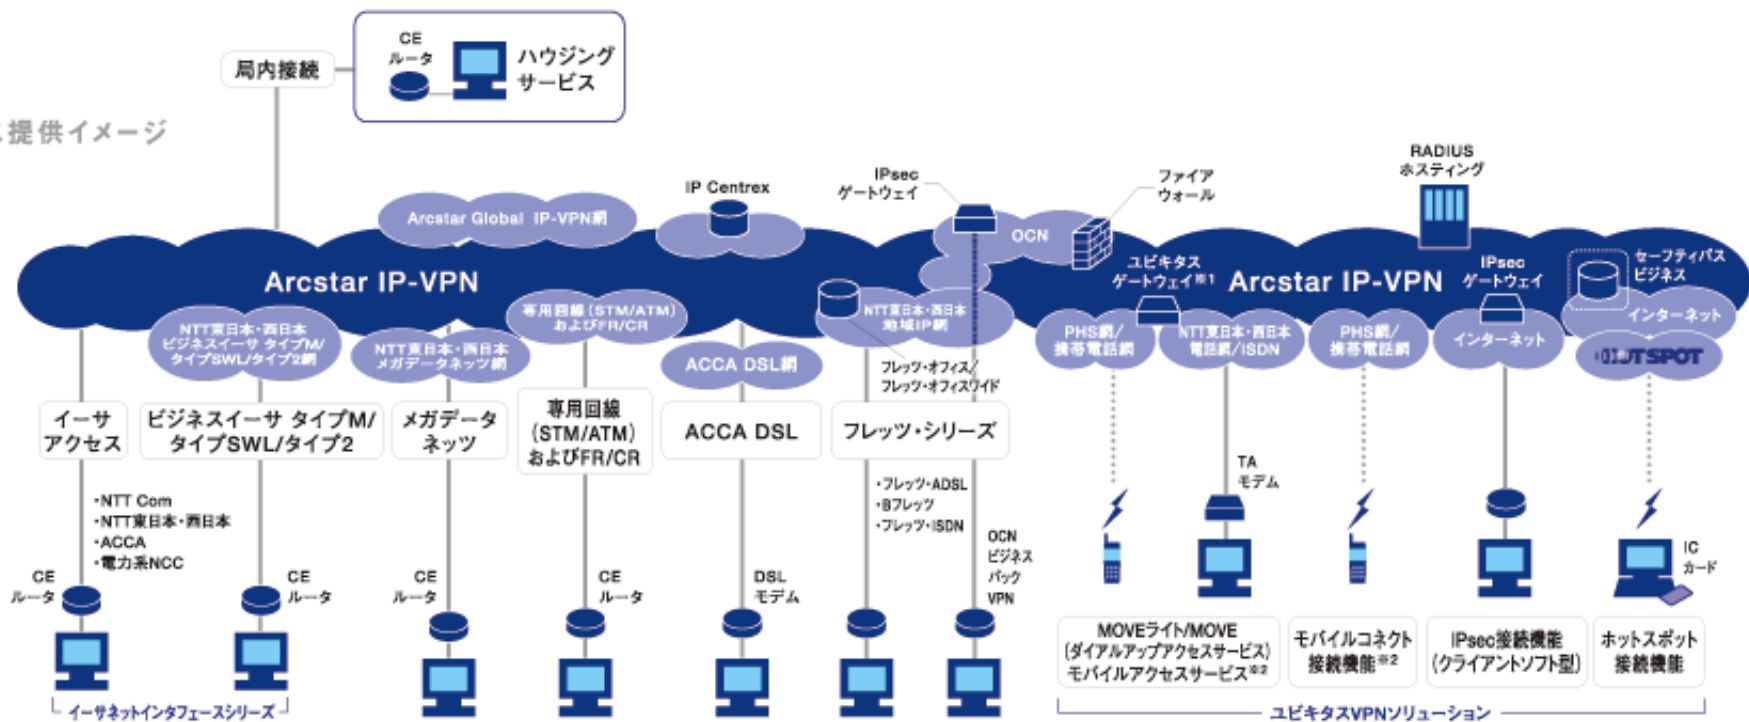 CE
ルータ
ハウジング
サービス
局内接続
提供イメージ
RADIUS
ホスティング
IPsec
ゲートウェイ
ファイア
ウォール
IP Centrex
Arcstar Global IP-VPN網
OCN
Arcstar IP-VPN
ユビキタス
ゲートウェイ※1
Arcstar IP-VPN
IPsec
ゲートウェイ
セーフティパス
ビジネス
NTT東日本・西日本
ビジネスイーサ タイプM/
タイプSWL/タイプ2網
NTT東日本・西日本
メガデータネッツ網
専用回線(STM/ATM)
およびFR/CR
ACCA DSL網
NTT東日本・西日本
地域IP網
フレッツ・オフィス/
フレッツ・オフィスワイド
PHS網/
携帯電話網
NTT東日本・西日本
電話網/ISDN
PHS網/
携帯電話網
インターネット
インターネット
HOTSPOT
イーサ
アクセス
ビジネスイーサ タイプM/
タイプSWL/タイプ2
メガデータ
ネッツ
専用回線
(STM/ATM)
およびFR/CR
ACCA DSL
フレッツ・シリーズ
・NTT Com
・NTT東日本・西日本
・ACCA
・電力系NCC
・フレッツ・ADSL
・Bフレッツ
・フレッツ・ISDN
OCN
ビジネス
パック
VPN
TA
モデム
IC
カード
CE
ルータ
CE
ルータ
CE
ルータ
CE
ルータ
DSL
モデム
MOVEライト/MOVE
(ダイアルアップアクセスサービス)
モバイルアクセスサービス※2
モバイルコネクト
接続機能※2
IPsec接続機能
(クライアントソフト型)
ホットスポット
接続機能
イーサネットインタフェースシリーズ
ユビキタスVPNソリューション